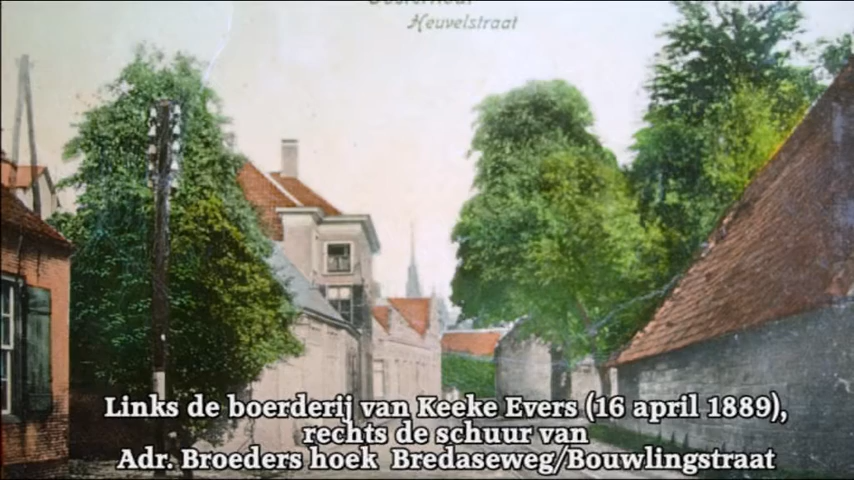 Heuvelstraat
Links de boerderij van Keeke Evers (16 april 1889),
rechts de schuur van
Adr. Broeders hoek Bredaseweg/Bouwlingstraat